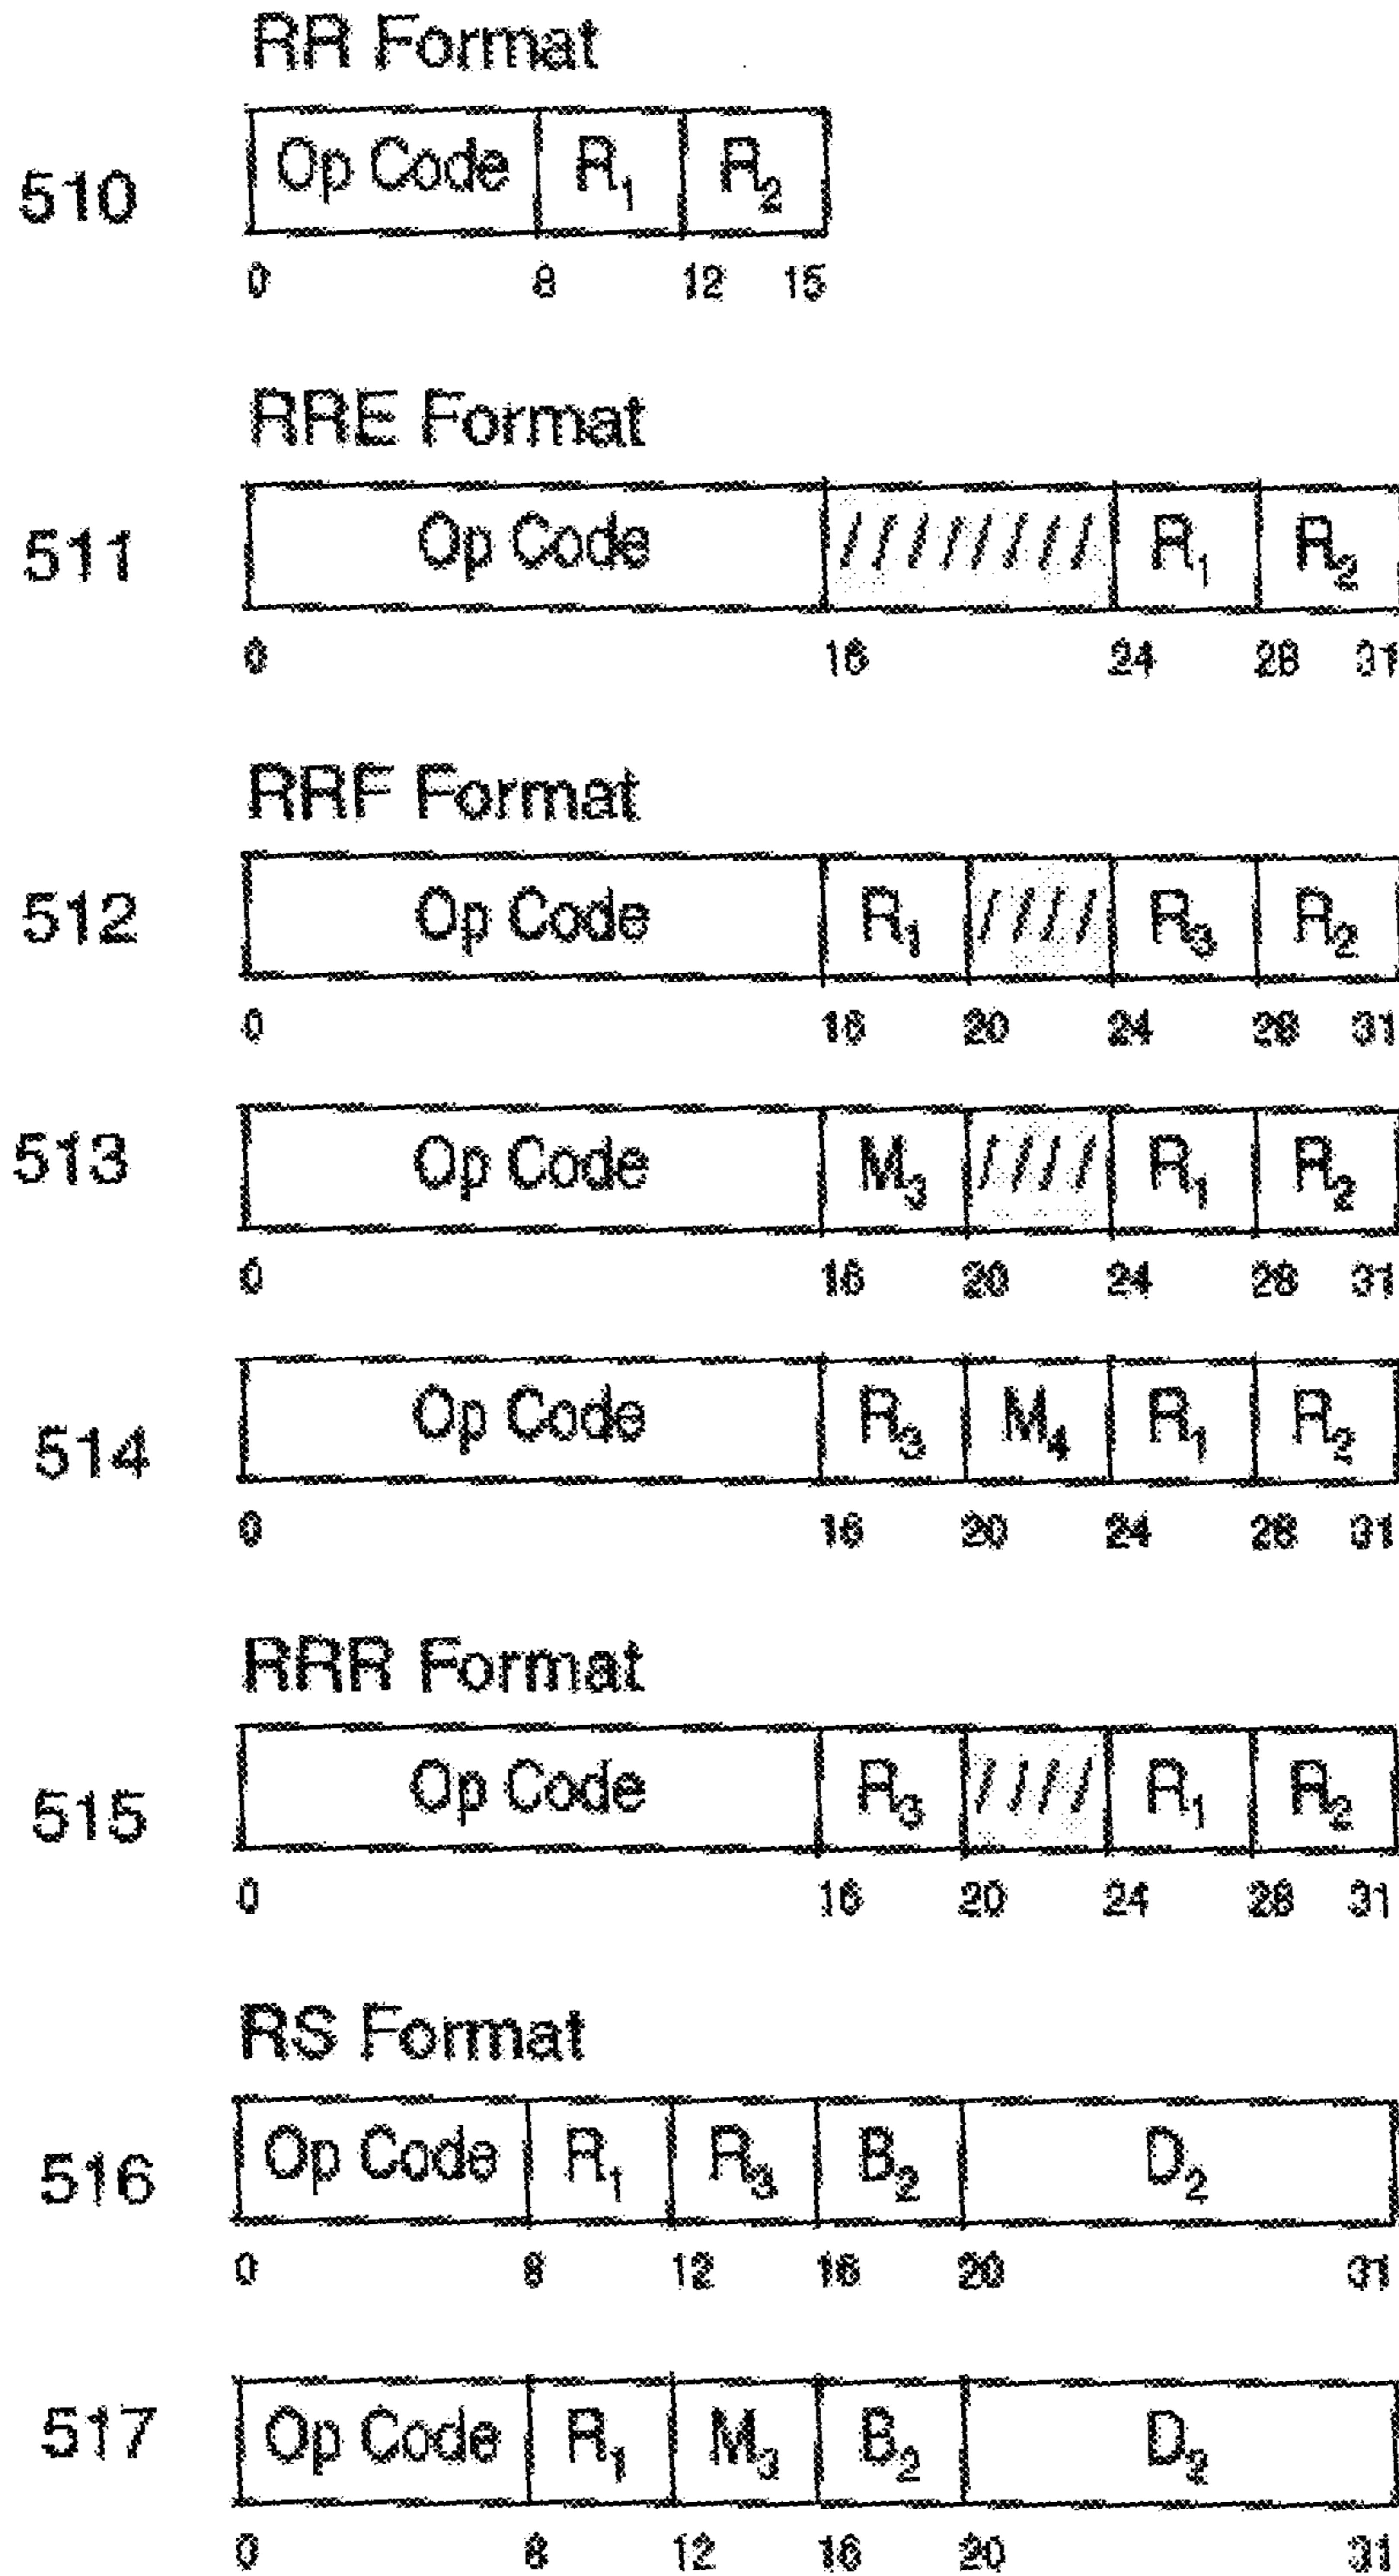 RR Format
510 Op Code R₁ R₂
0 8 12 15
RRE Format
511 Op Code //////// R₁ R₂
0 16 24 28 31
RRF Format
512 Op Code R₁ //// R₃ R₂
0 16 20 24 28 31
513 Op Code M₃ //// R₁ R₂
0 16 20 24 28 31
514 Op Code R₃ M₄ R₁ R₂
0 16 20 24 28 31
RRR Format
515 Op Code R₃ //// R₁ R₂
0 16 20 24 28 31
RS Format
516 Op Code R₁ R₃ B₂ D₂
0 8 12 16 20 31
517 Op Code R₁ M₃ B₂ D₂
0 8 12 16 20 31